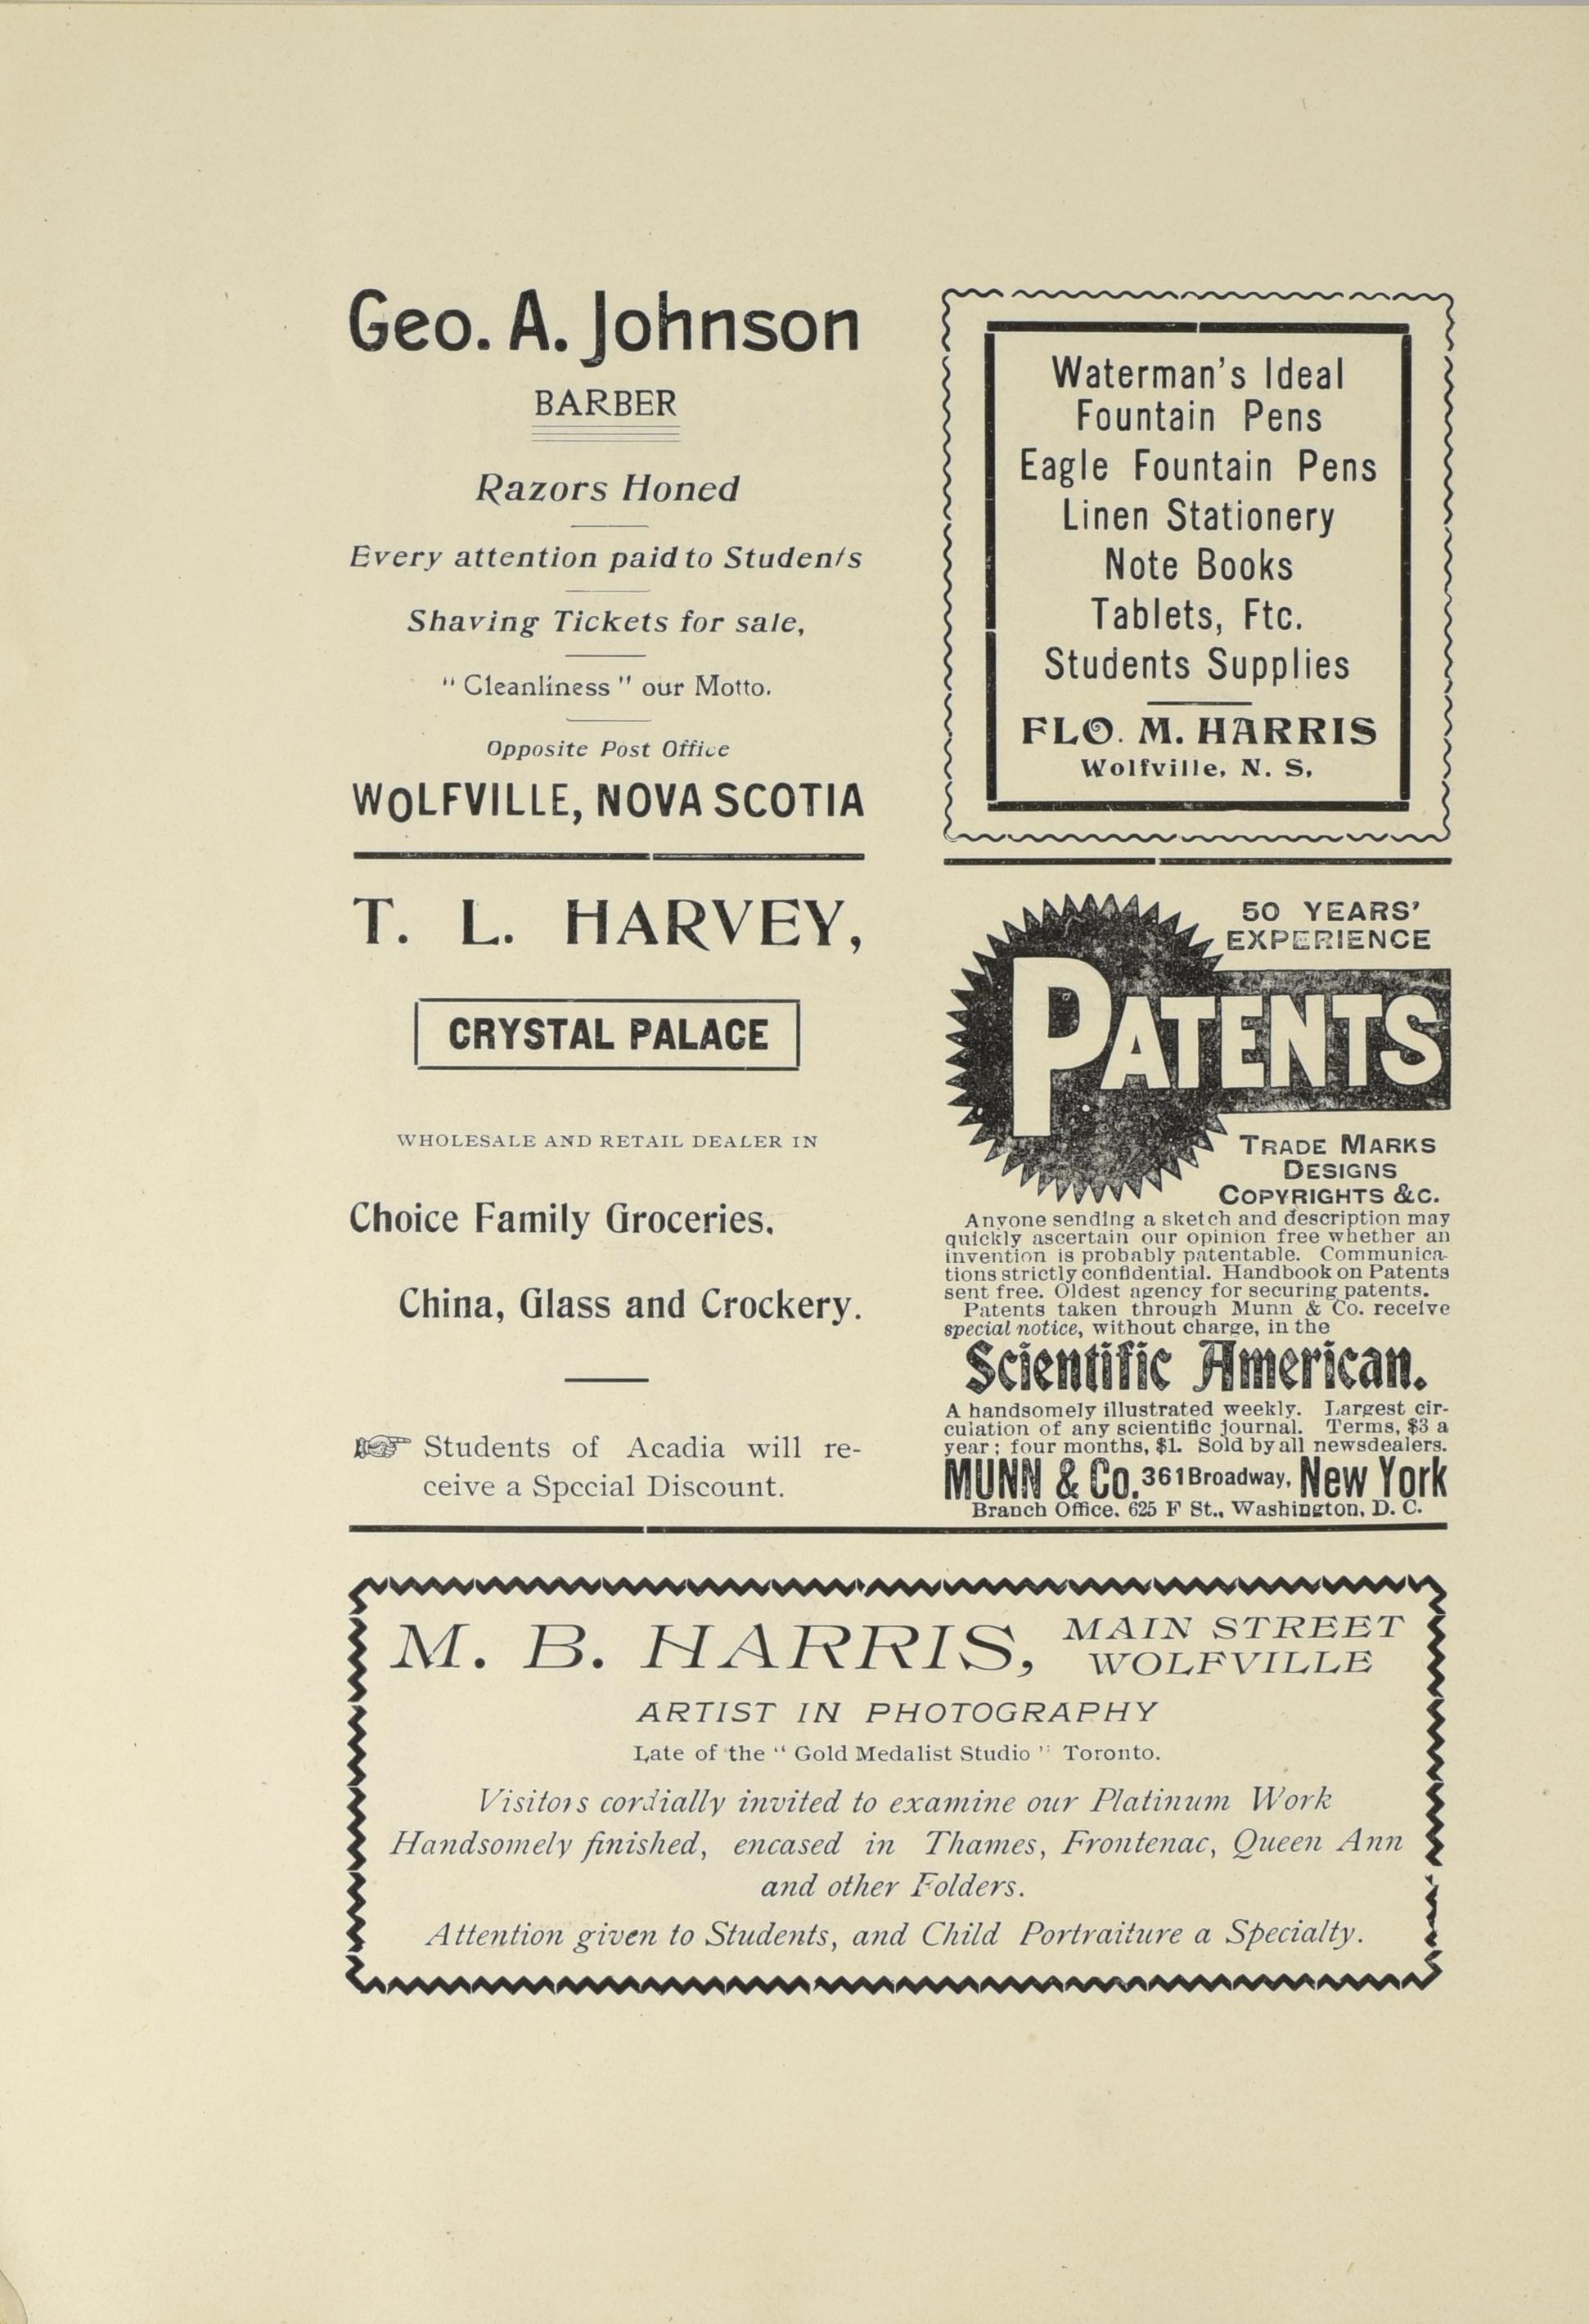 Geo. A. Johnson
BARBER
Razors Honed
Every attention paid to Students
Shaving Tickets for sale,
" Cleanliness " our Motto.
Opposite Post Office
WOLFVILLE, NOVA SCOTIA
Waterman's Ideal
Fountain Pens
Eagle Fountain Pens
Linen Stationery
Note Books
Tablets, Ftc.
Students Supplies
FLO. M. HARRIS
Wolfville, N. S,
T. L. HARVEY,
CRYSTAL PALACE
WHOLESALE AND RETAIL DEALER IN
Choice Family Groceries.
China, Glass and Crockery.
Students of Acadia will re-
ceive a Special Discount.
50 YEARS'
EXPERIENCE
PATENTS
TRADE MARKS
DESIGNS
COPYRIGHTS &C.
Anyone sending a sketch and description may
quickly ascertain our opinion free whether an
invention is probably patentable. Communica-
tions strictly confidential. Handbook on Patents
sent free. Oldest agency for securing patents.
Patents taken through Munn & Co. receive
special notice, without charge, in the
Scientific American.
A handsomely illustrated weekly. Largest cir-
culation of any scientific journal. Terms, $3 a
year; four months, $1. Sold by all newsdealers.
MUNN & Co. 361 Broadway, New York
Branch Office. 625 F St., Washington, D. C.
M. B. HARRIS, MAIN STREET
WOLFVILLE
ARTIST IN PHOTOGRAPHY
Late of the " Gold Medalist Studio " Toronto.
Visitors cordially invited to examine our Platinum Work
Handsomely finished, encased in Thames, Frontenac, Queen Ann
and other Folders.
Attention given to Students, and Child Portraiture a Specialty.